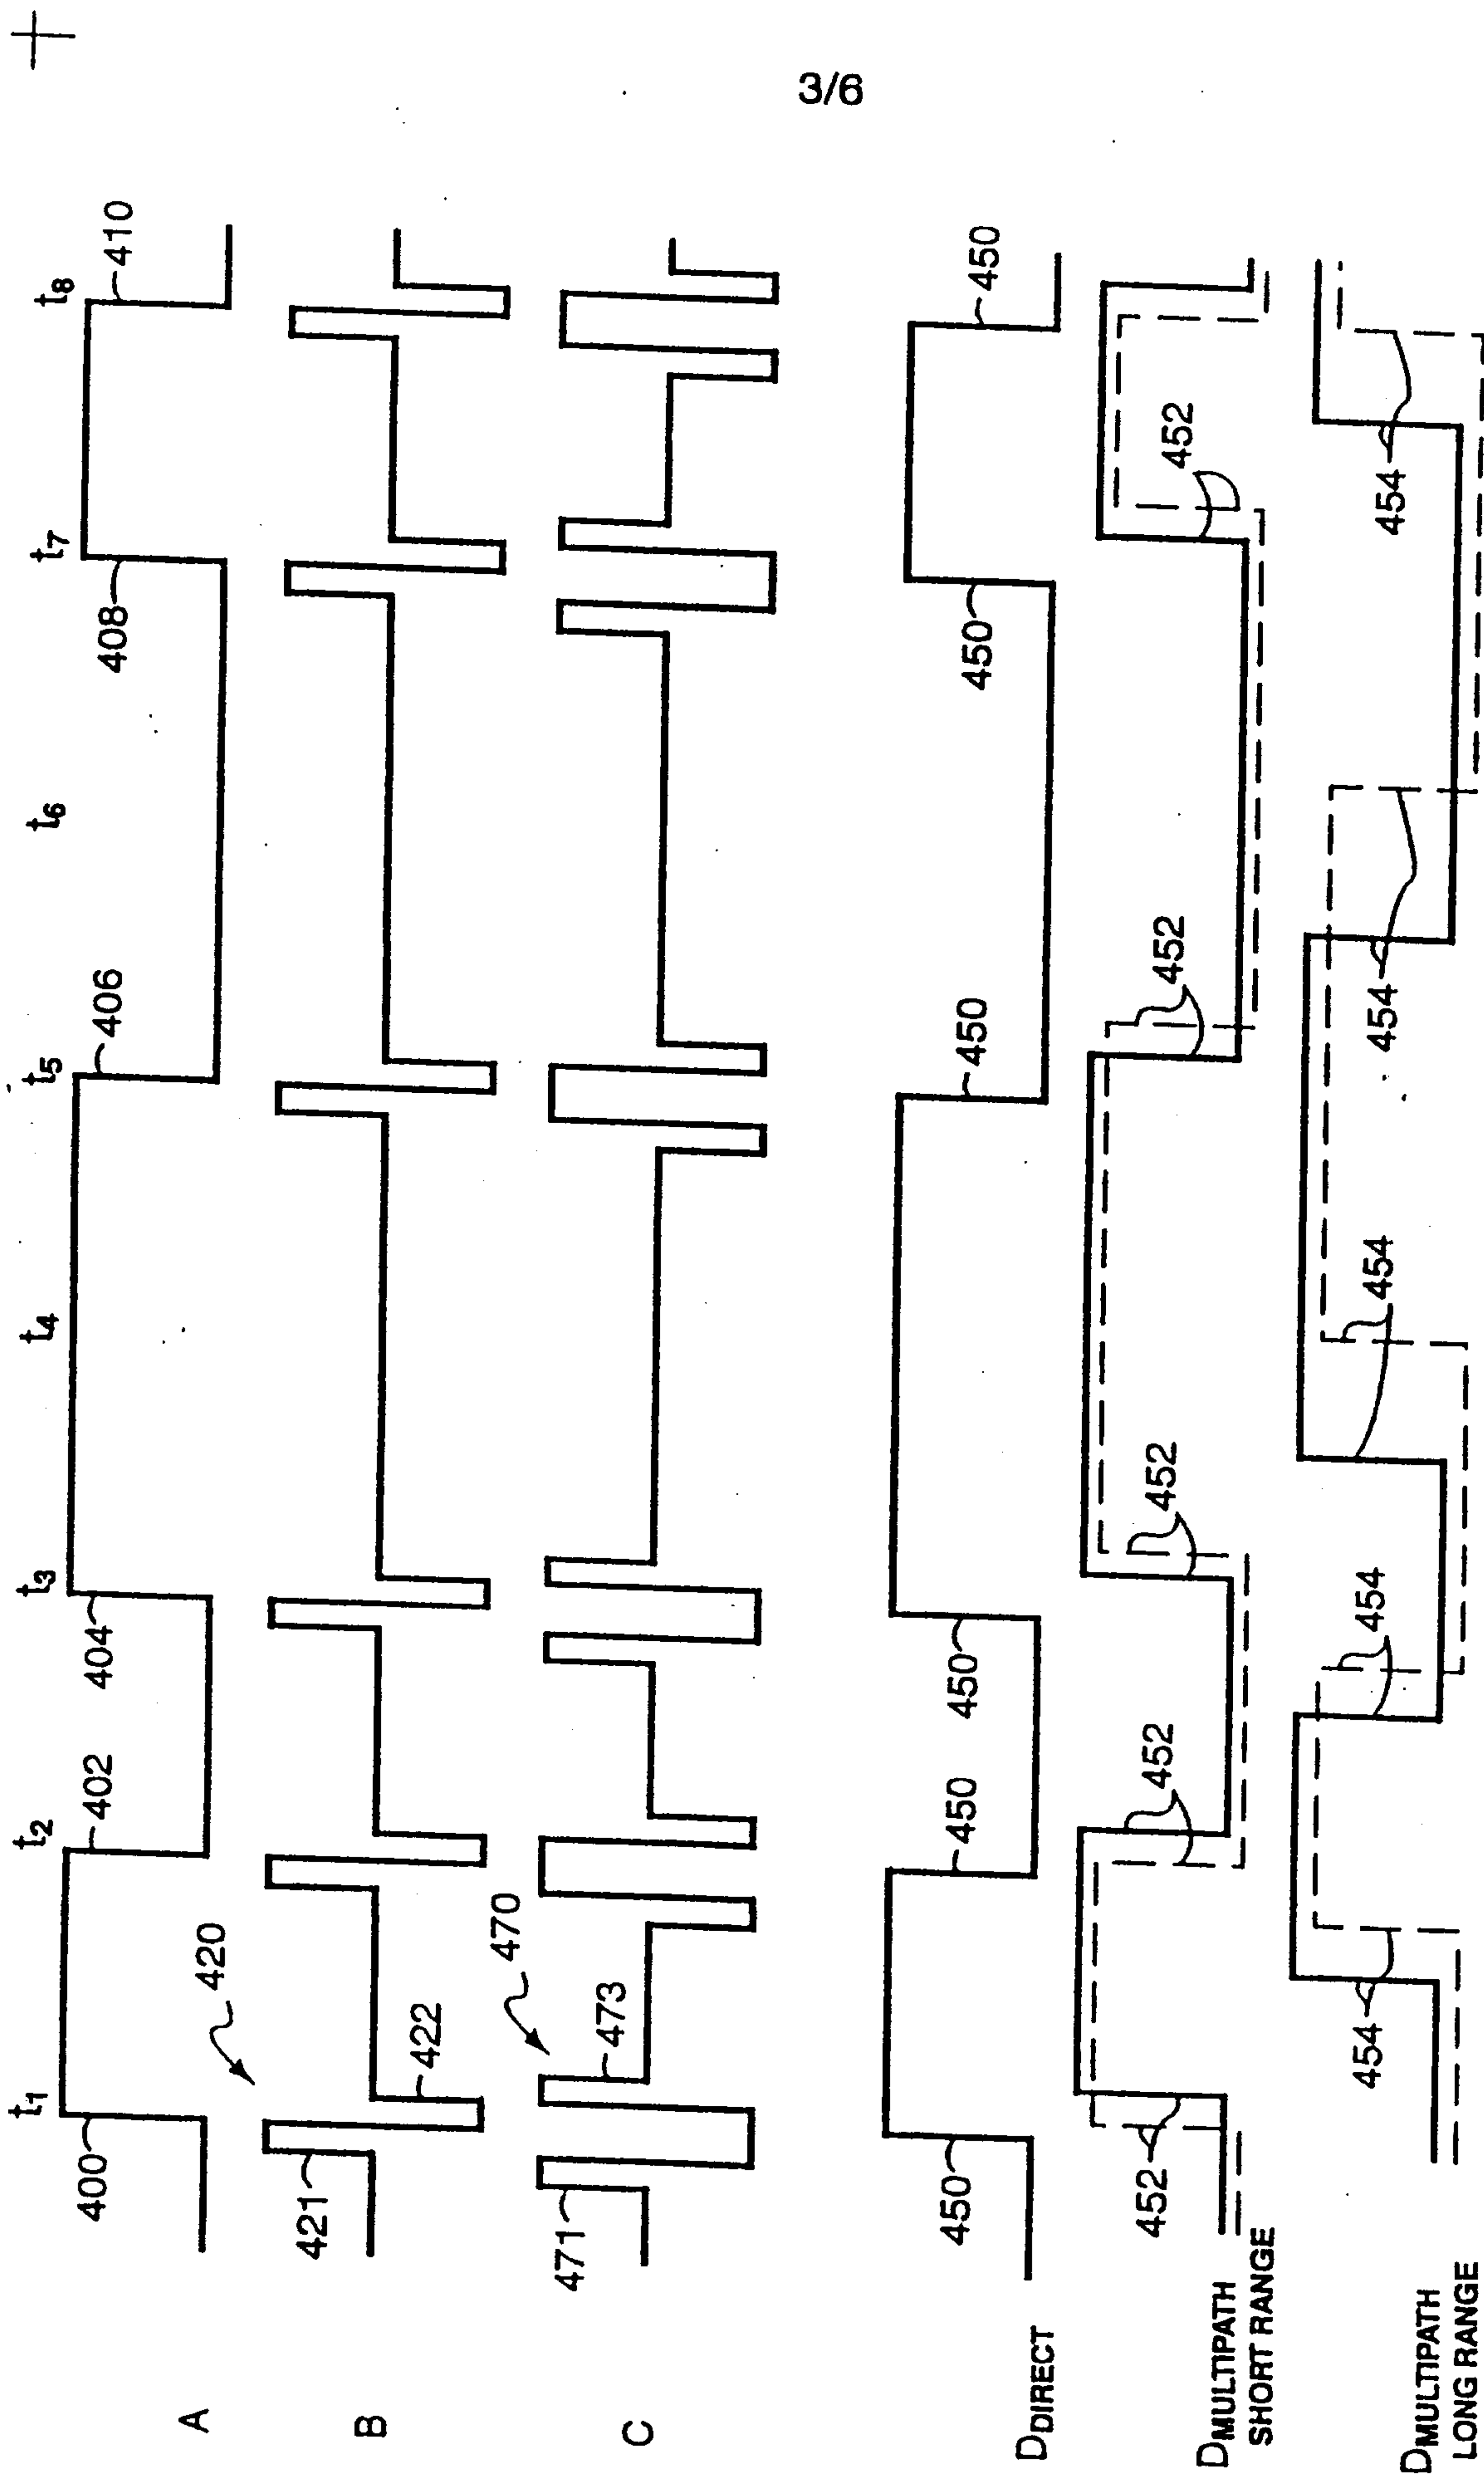 3/6
t1 t2 t3 t4 t5 t6 t7 t8
A
400 402 404 406 408 410
B
420
421 422
C
470
471 473
DDIRECT
450 450 450 450 450 450
DMULTIPATH
SHORT RANGE
452 452 452 452 452
DMULTIPATH
LONG RANGE
454 454 454 454 454